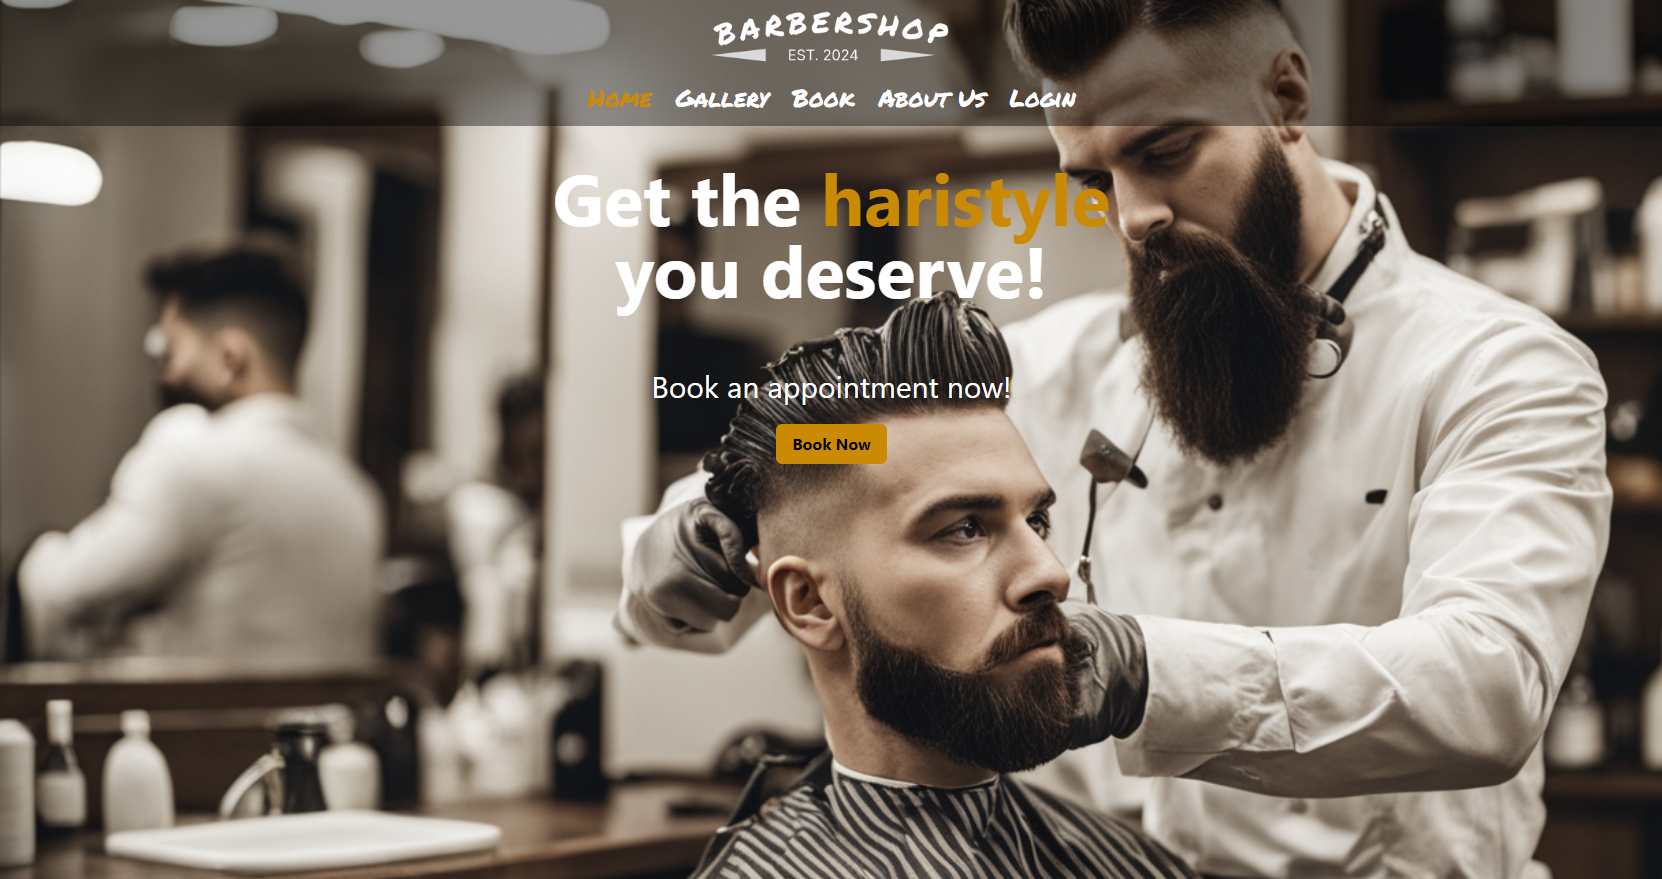 BARBERSHOP
EST. 2024
Home Gallery Book About Us Login
Get the haristyle
you deserve!
Book an appointment now!
Book Now